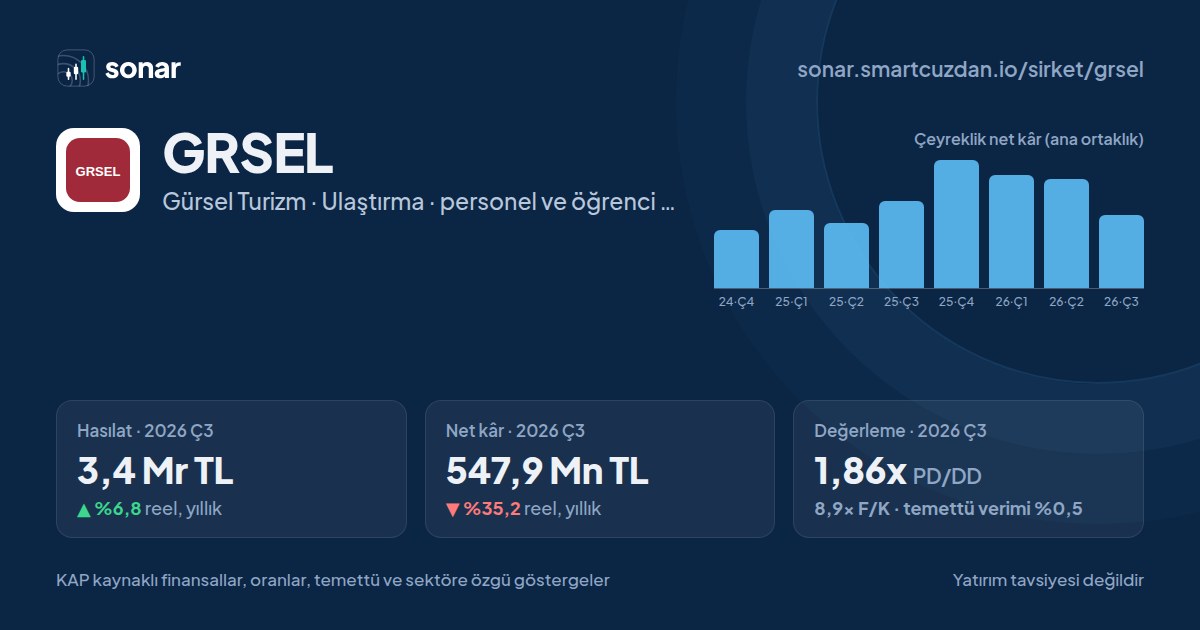 sonar
sonar.smartcuzdan.io/sirket/grsel
GRSEL
GRSEL
Gürsel Turizm · Ulaştırma · personel ve öğrenci ...
Çeyreklik net kâr (ana ortaklık)
24·Ç4 25·Ç1 25·Ç2 25·Ç3 25·Ç4 26·Ç1 26·Ç2 26·Ç3
Hasılat · 2026 Ç3
3,4 Mr TL
▲ %6,8 reel, yıllık
Net kâr · 2026 Ç3
547,9 Mn TL
▼ %35,2 reel, yıllık
Değerleme · 2026 Ç3
1,86x PD/DD
8,9× F/K · temettü verimi %0,5
KAP kaynaklı finansallar, oranlar, temettü ve sektöre özgü göstergeler
Yatırım tavsiyesi değildir